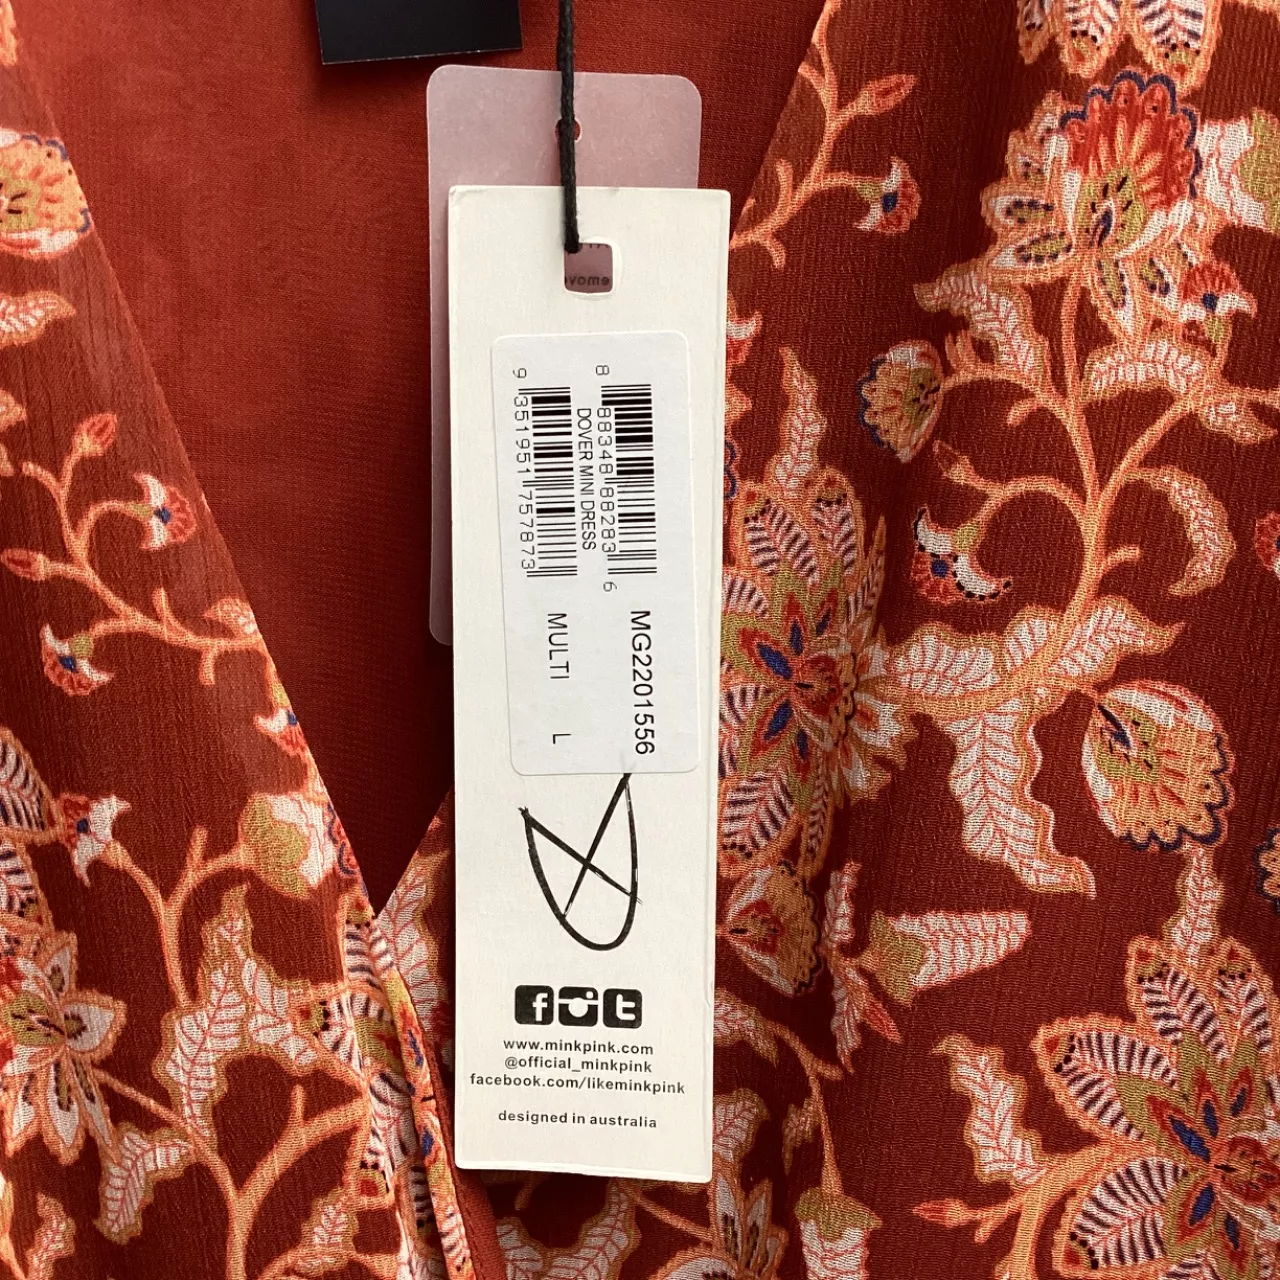 MG2201556
8 88348 88283 6
DOVER MINI DRESS
MULTI L
9 351951 757873
www.minkpink.com
@official_minkpink
facebook.com/likeminkpink
designed in australia